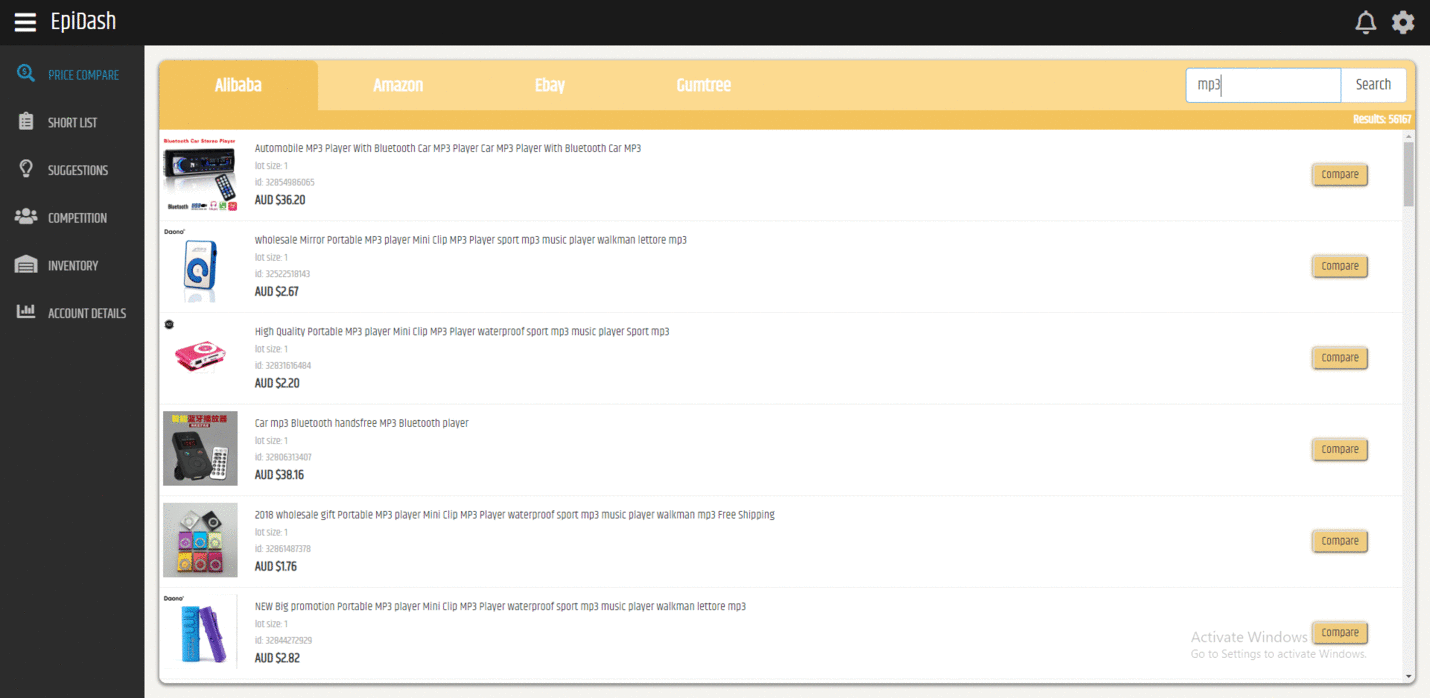 EpiDash
PRICE COMPARE
SHORT LIST
SUGGESTIONS
COMPETITION
INVENTORY
ACCOUNT DETAILS
Alibaba
Amazon
Ebay
Gumtree
mp3
Search
Results: 56167
Bluetooth Car Stereo Player
Bluetooth
Automobile MP3 Player With Bluetooth Car MP3 Player Car MP3 Player With Bluetooth Car MP3
lot size: 1
id: 32854986065
AUD $36.20
Compare
Daono'
wholesale Mirror Portable MP3 player Mini Clip MP3 Player sport mp3 music player walkman lettore mp3
lot size: 1
id: 32522518143
AUD $2.67
Compare
High Quality Portable MP3 player Mini Clip MP3 Player waterproof sport mp3 music player Sport mp3
lot size: 1
id: 32831616484
AUD $2.20
Compare
蓝牙播放器
Car mp3 Bluetooth handsfree MP3 Bluetooth player
lot size: 1
id: 32806313407
AUD $38.16
Compare
2018 wholesale gift Portable MP3 player Mini Clip MP3 Player waterproof sport mp3 music player walkman mp3 Free Shipping
lot size: 1
id: 32861487378
AUD $1.76
Compare
Daono'
NEW Big promotion Portable MP3 player Mini Clip MP3 Player waterproof sport mp3 music player walkman lettore mp3
lot size: 1
id: 32844272929
AUD $2.82
Compare
Activate Windows
Go to Settings to activate Windows.